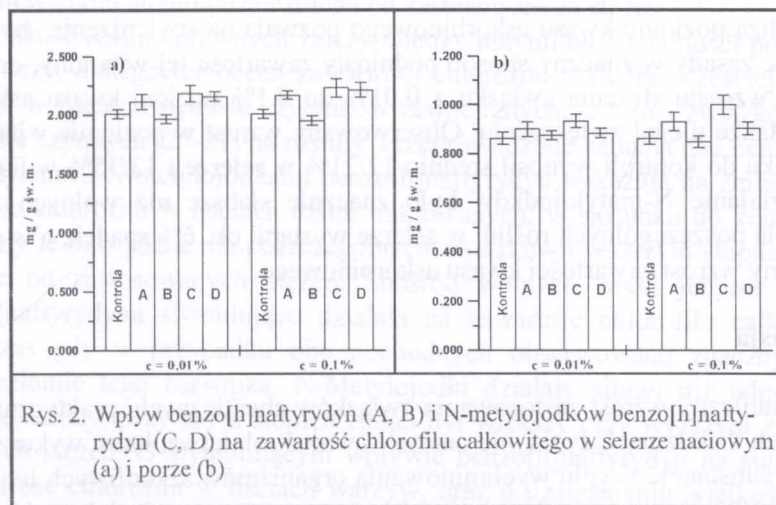 2.500
2.000
1.500
1.000
0.500
0.000
mg / g św. m.
a)
Kontrola
A B C D
Kontrola
A B C D
c = 0,01% c = 0,1%
1.200
1.000
0.800
0.600
0.400
0.200
0.000
mg / g św. m.
b)
Kontrola
A B C D
Kontrola
A B C D
c = 0,01% c = 0,1%
Rys. 2. Wpływ benzo[h]naftyrydyn (A, B) i N-metylojodków benzo[h]nafty-
rydyn (C, D) na zawartość chlorofilu całkowitego w selerze naciowym
(a) i porze (b)